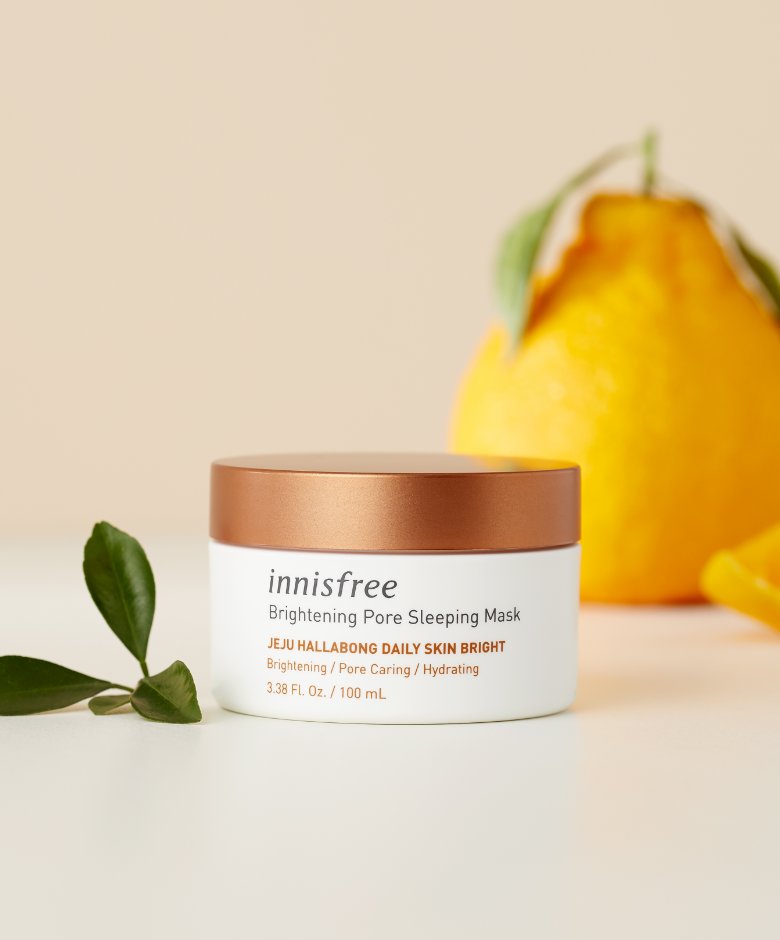 innisfree
Brightening Pore Sleeping Mask
JEJU HALLABONG DAILY SKIN BRIGHT
Brightening / Pore Caring / Hydrating
3.38 Fl. Oz. / 100 mL